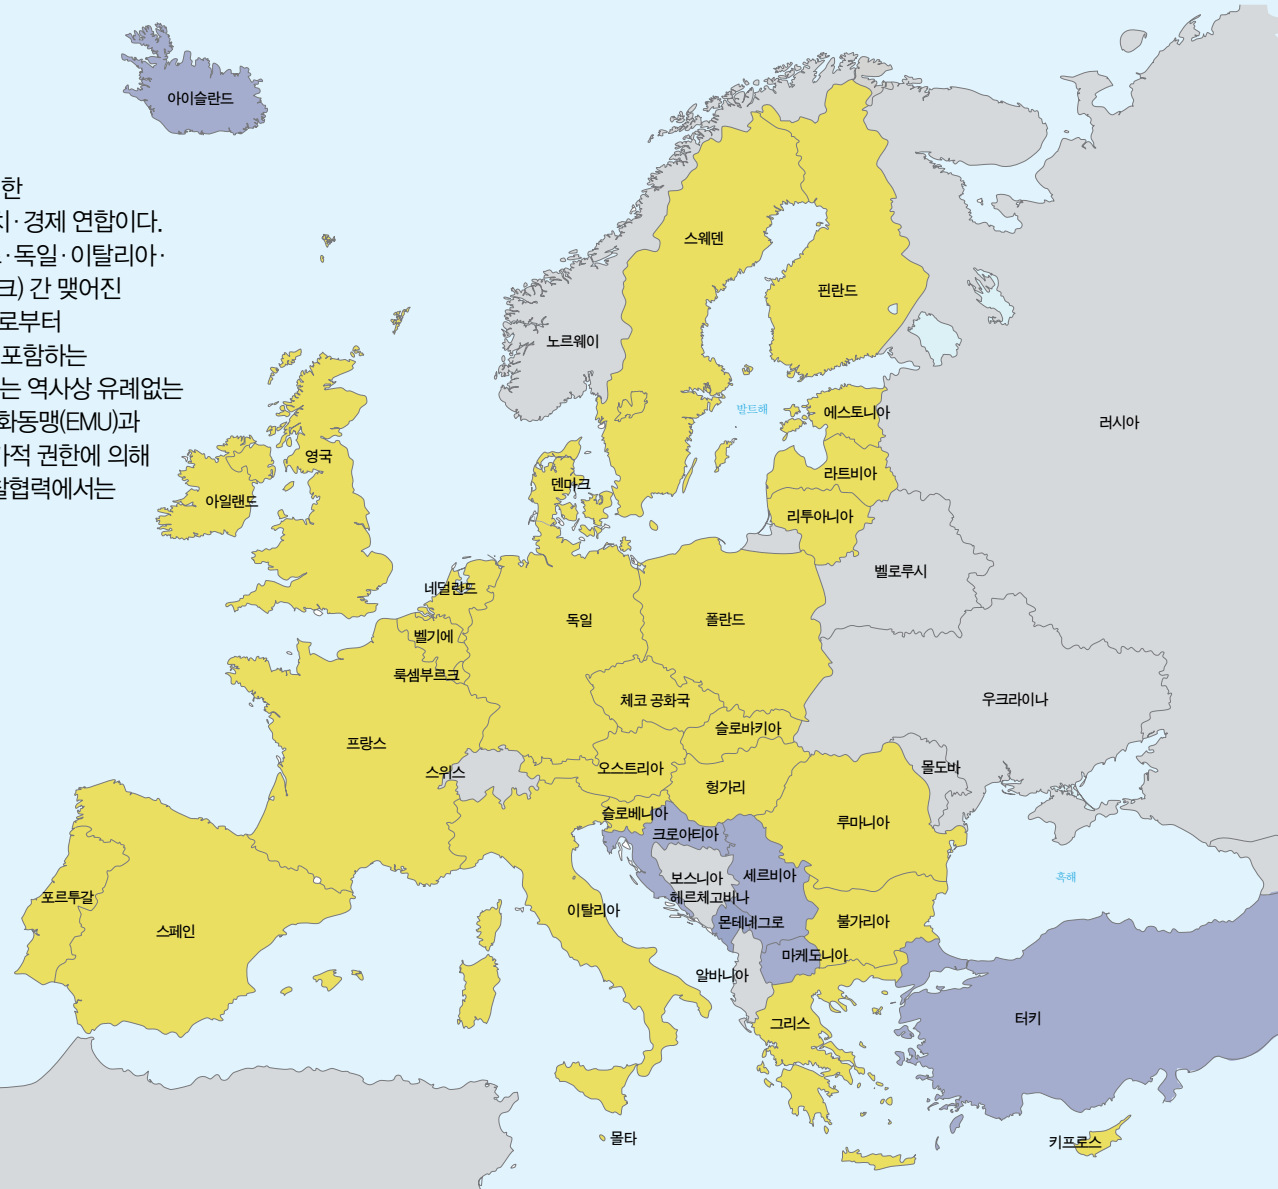 아이슬란드
한
치·경제 연합이다.
·독일·이탈리아·
크) 간 맺어진
로부터
포함하는
는 역사상 유례없는
화동맹(EMU)과
가적 권한에 의해
찰협력에서는
스웨덴
핀란드
노르웨이
발트해
에스토니아
러시아
영국
라트비아
덴마크
아일랜드
리투아니아
벨로루시
네덜란드
독일
폴란드
벨기에
룩셈부르크
체코 공화국
우크라이나
슬로바키아
프랑스
스위스
오스트리아
몰도바
헝가리
슬로베니아
루마니아
크로아티아
보스니아
헤르체고비나
세르비아
흑해
포르투갈
이탈리아
몬테네그로
불가리아
스페인
마케도니아
알바니아
그리스
터키
몰타
키프로스